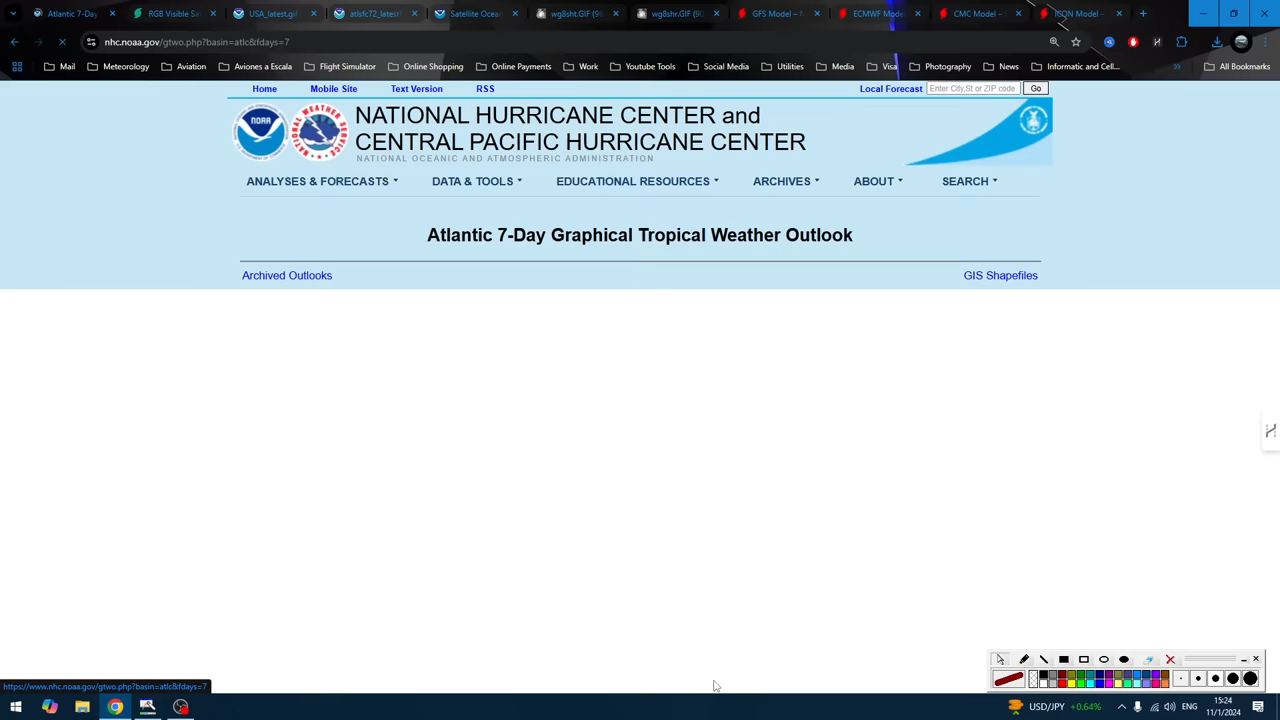 Atlantic 7-Day
RGB Visible Sa
USA_latest.gif
atlsfc72_latest
Satellite Ocea
wg8sht.GIF (9
wg8shr.GIF (90
GFS Model –
ECMWF Mode
CMC Model –
ICON Model –
nhc.noaa.gov/gtwo.php?basin=atlc&fdays=7
Mail Meteorology Aviation Aviones a Escala Flight Simulator Online Shopping Online Payments Work Youtube Tools Social Media Utilities Media Visa Photography News Informatic and Cell... » All Bookmarks
Home Mobile Site Text Version RSS Local Forecast Enter City,St or ZIP code Go
NOAA
NATIONAL HURRICANE CENTER and
CENTRAL PACIFIC HURRICANE CENTER
NATIONAL OCEANIC AND ATMOSPHERIC ADMINISTRATION
ANALYSES & FORECASTS DATA & TOOLS EDUCATIONAL RESOURCES ARCHIVES ABOUT SEARCH
Atlantic 7-Day Graphical Tropical Weather Outlook
Archived Outlooks GIS Shapefiles
https://www.nhc.noaa.gov/gtwo.php?basin=atlc&fdays=7
USD/JPY +0.64% ENG
15:24
11/1/2024